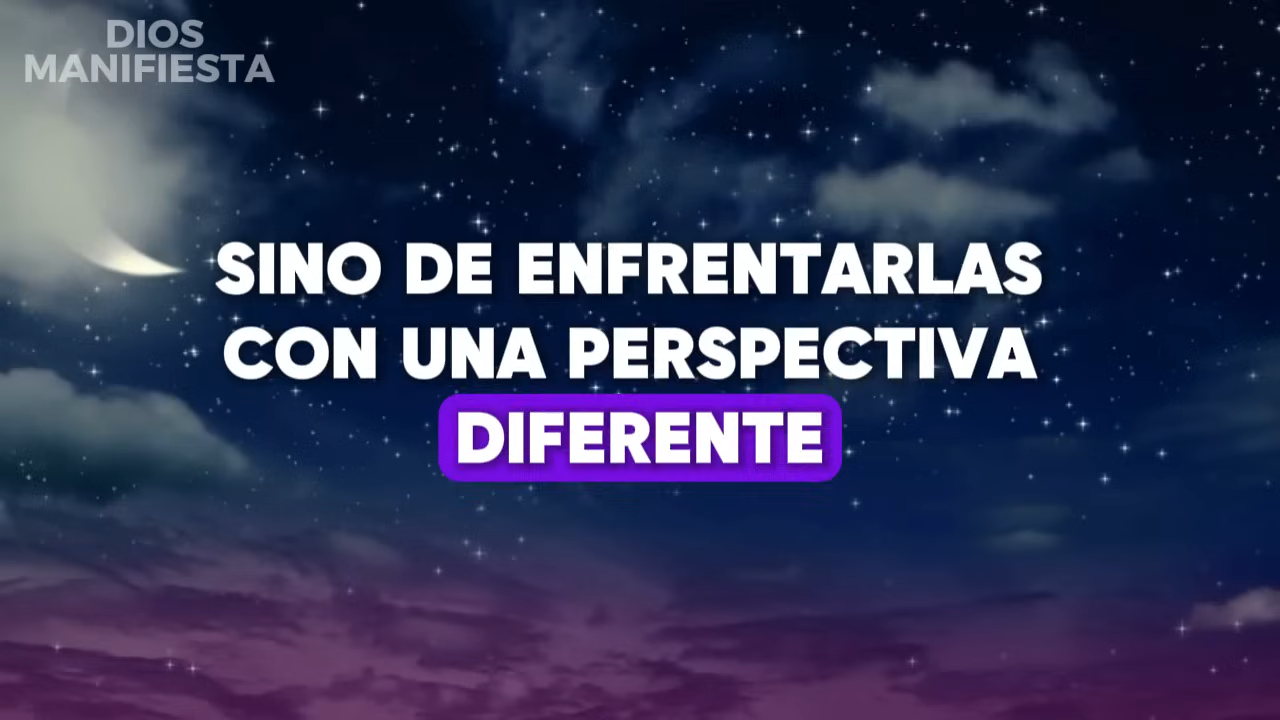 DIOS
MANIFIESTA
SINO DE ENFRENTARLAS
CON UNA PERSPECTIVA
DIFERENTE